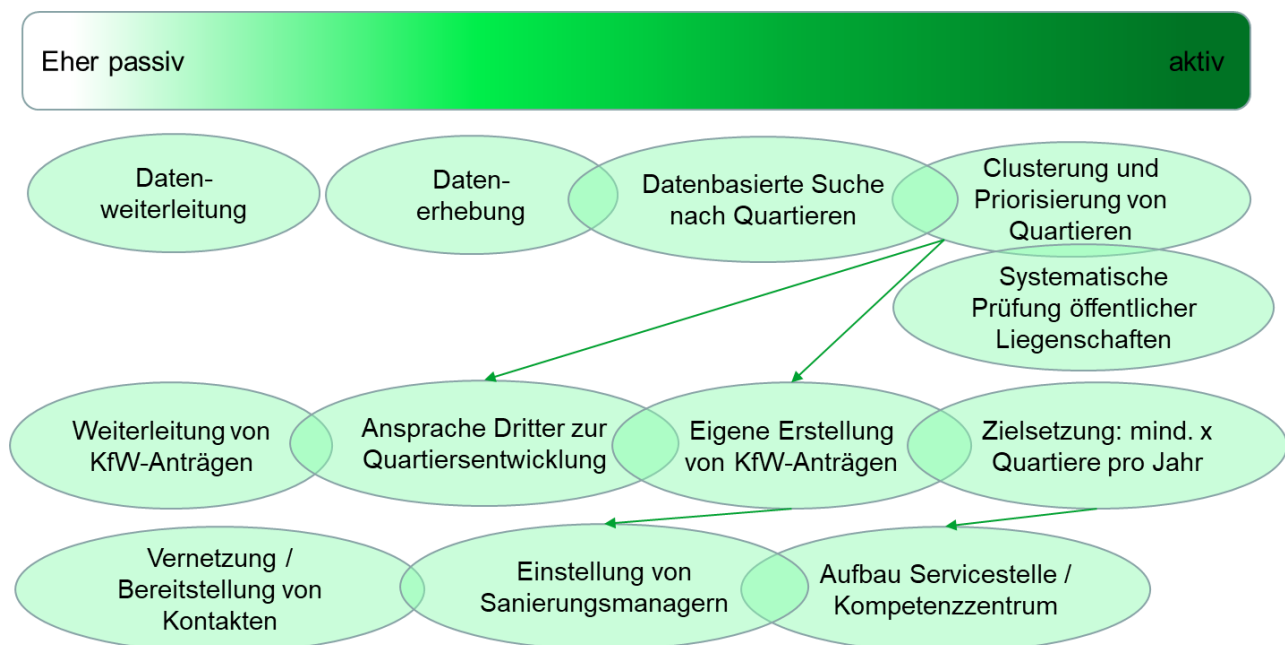 Eher passiv
aktiv
Daten-
weiterleitung
Daten-
erhebung
Datenbasierte Suche
nach Quartieren
Clusterung und
Priorisierung von
Quartieren
Systematische
Prüfung öffentlicher
Liegenschaften
Weiterleitung von
KfW-Anträgen
Ansprache Dritter zur
Quartiersentwicklung
Eigene Erstellung
von KfW-Anträgen
Zielsetzung: mind. x
Quartiere pro Jahr
Vernetzung /
Bereitstellung von
Kontakten
Einstellung von
Sanierungsmanagern
Aufbau Servicestelle /
Kompetenzzentrum